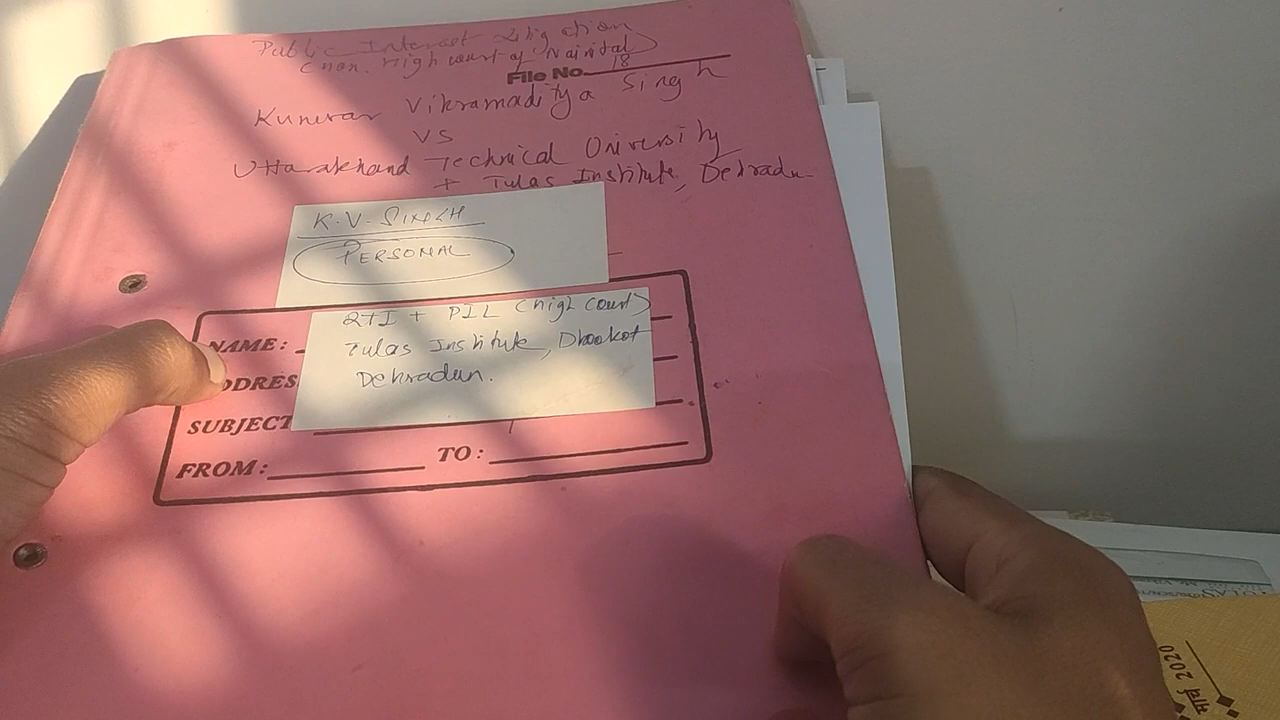 Public Interest Litigation
(Hon. High court of Nainital)
18
File No.
Kunwar Vikramaditya Singh
VS
Uttarakhand Technical University
+ Tulas Institute, Dehradun
K.V. SINGH
PERSONAL
RTI + PIL (High Court)
Tulas Institute, Dhoolkot
Dehradun.
NAME:
DDRES
SUBJECT
FROM:
TO:
2020